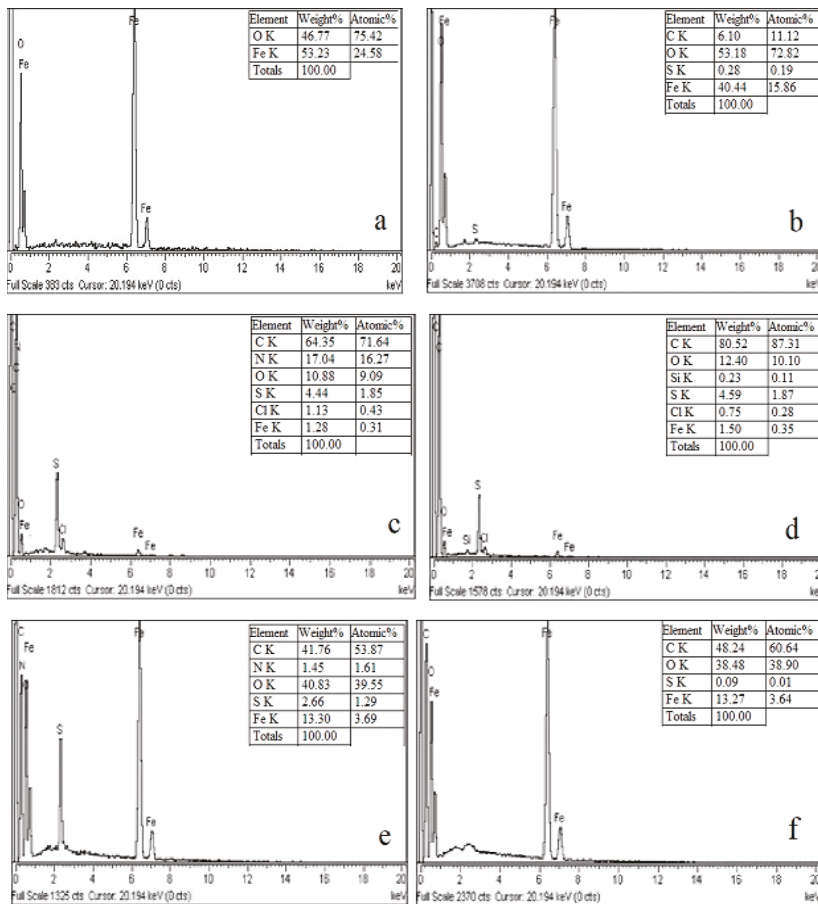 Element Weight% Atomic%
O K 46.77 75.42
Fe K 53.23 24.58
Totals 100.00
Fe
O
Fe
Fe
a
0 2 4 6 8 10 12 14 16 18 20
Full Scale 383 cts Cursor: 20.194 keV (0 cts) keV
Element Weight% Atomic%
C K 6.10 11.12
O K 53.18 72.82
S K 0.28 0.19
Fe K 40.44 15.86
Totals 100.00
Fe
Fe
O
Fe
C
S
b
0 2 4 6 8 10 12 14 16 18 20
Full Scale 3708 cts Cursor: 20.194 keV (0 cts) keV
Element Weight% Atomic%
C K 64.35 71.64
N K 17.04 16.27
O K 10.88 9.09
S K 4.44 1.85
Cl K 1.13 0.43
Fe K 1.28 0.31
Totals 100.00
N
S
O
Fe
Cl
Fe
Fe
c
0 2 4 6 8 10 12 14 16 18 20
Full Scale 1812 cts Cursor: 20.194 keV (0 cts) keV
Element Weight% Atomic%
C K 80.52 87.31
O K 12.40 10.10
Si K 0.23 0.11
S K 4.59 1.87
Cl K 0.75 0.28
Fe K 1.50 0.35
Totals 100.00
S
O
Fe
Si
Cl
Fe
Fe
d
0 2 4 6 8 10 12 14 16 18 20
Full Scale 1578 cts Cursor: 20.194 keV (0 cts) keV
Element Weight% Atomic%
C K 41.76 53.87
N K 1.45 1.61
O K 40.83 39.55
S K 2.66 1.29
Fe K 13.30 3.69
Totals 100.00
C
Fe
Fe
N
O
S
Fe
e
0 2 4 6 8 10 12 14 16 18 20
Full Scale 1325 cts Cursor: 20.194 keV (0 cts) keV
Element Weight% Atomic%
C K 48.24 60.64
O K 38.48 38.90
S K 0.09 0.01
Fe K 13.27 3.64
Totals 100.00
C
Fe
O
Fe
Fe
f
2 4 6 8 10 12 14 16 18 20
Full Scale 2370 cts Cursor: 20.194 keV (0 cts) keV